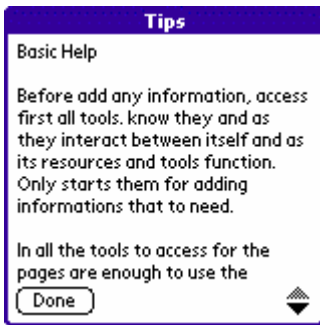 Tips
Basic Help
Before add any information, access
first all tools. know they and as
they interact between itself and as
its resources and tools function.
Only starts them for adding
informations that to need.
In all the tools to access for the
pages are enough to use the
Done